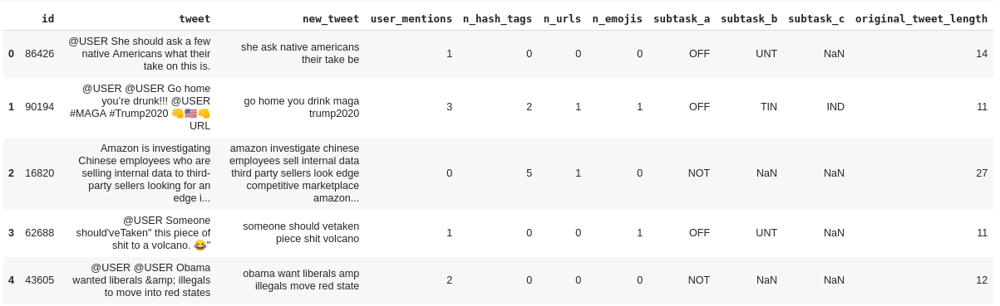 id tweet new_tweet user_mentions n_hash_tags n_urls n_emojis subtask_a subtask_b subtask_c original_tweet_length
0 86426 @USER She should ask a few native Americans what their take on this is. she ask native americans their take be 1 0 0 0 OFF UNT NaN 14
1 90194 @USER @USER Go home you’re drunk!!! @USER #MAGA #Trump2020 👊🇺🇸👊 URL go home you drink maga trump2020 3 2 1 1 OFF TIN IND 11
2 16820 Amazon is investigating Chinese employees who are selling internal data to third-party sellers looking for an edge i... amazon investigate chinese employees sell internal data third party sellers look edge competitive marketplace amazon... 0 5 1 0 NOT NaN NaN 27
3 62688 @USER Someone should'veTaken" this piece of shit to a volcano. 😂" someone should vetaken piece shit volcano 1 0 0 1 OFF UNT NaN 11
4 43605 @USER @USER Obama wanted liberals &amp; illegals to move into red states obama want liberals amp illegals move red state 2 0 0 0 NOT NaN NaN 12